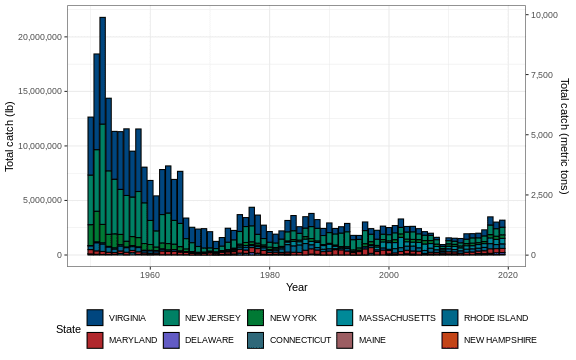 Total catch (lb)
20,000,000
15,000,000
10,000,000
5,000,000
0
10,000
7,500
5,000
2,500
0
Total catch (metric tons)
1960 1980 2000 2020
Year
State
VIRGINIA NEW JERSEY NEW YORK MASSACHUSETTS RHODE ISLAND
MARYLAND DELAWARE CONNECTICUT MAINE NEW HAMPSHIRE